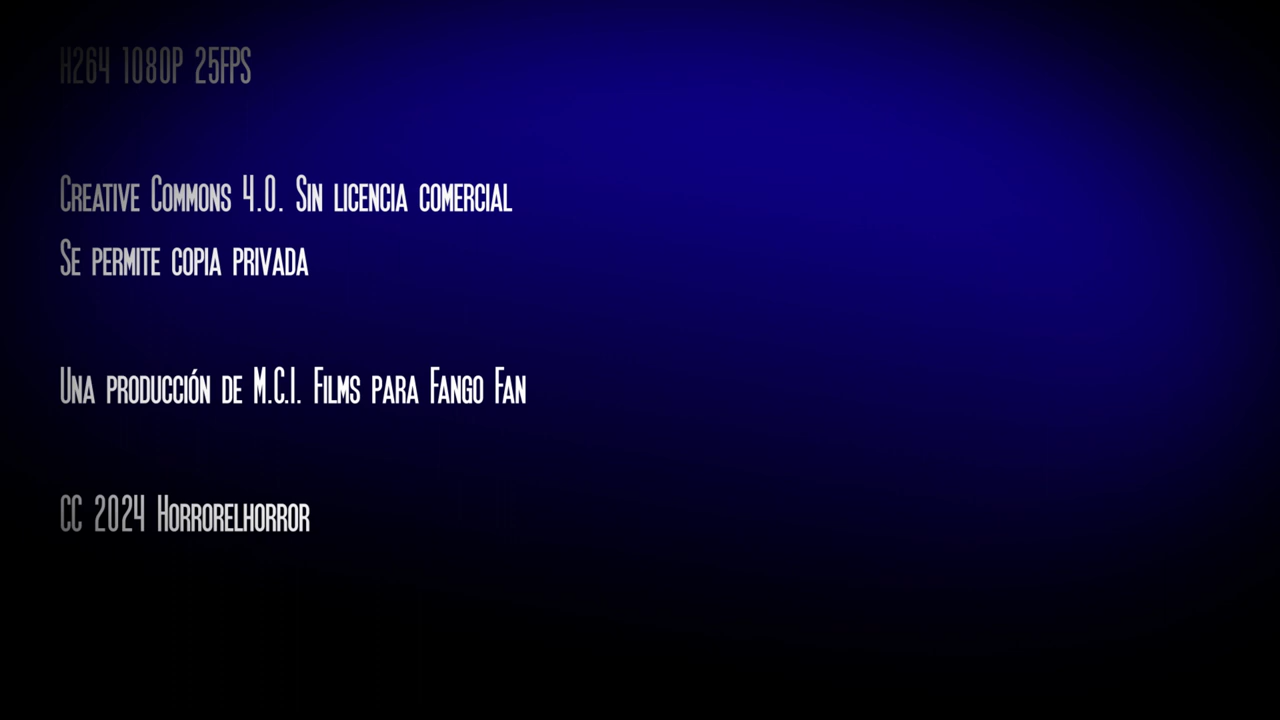 H264 1080P 25FPS
Creative Commons 4.0. Sin licencia comercial
Se permite copia privada
Una producción de M.C.I. Films para Fango Fan
CC 2024 Horrorelhorror